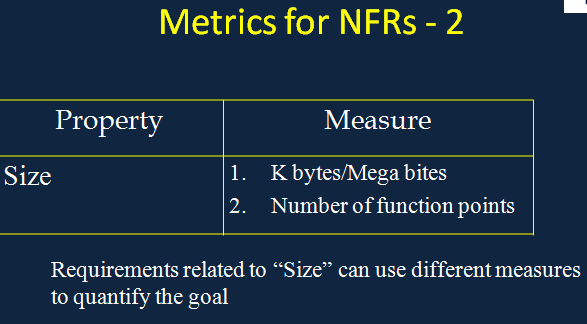 Metrics for NFRs - 2
Property Measure
Size 1. K bytes/Mega bites
2. Number of function points
Requirements related to “Size” can use different measures
to quantify the goal